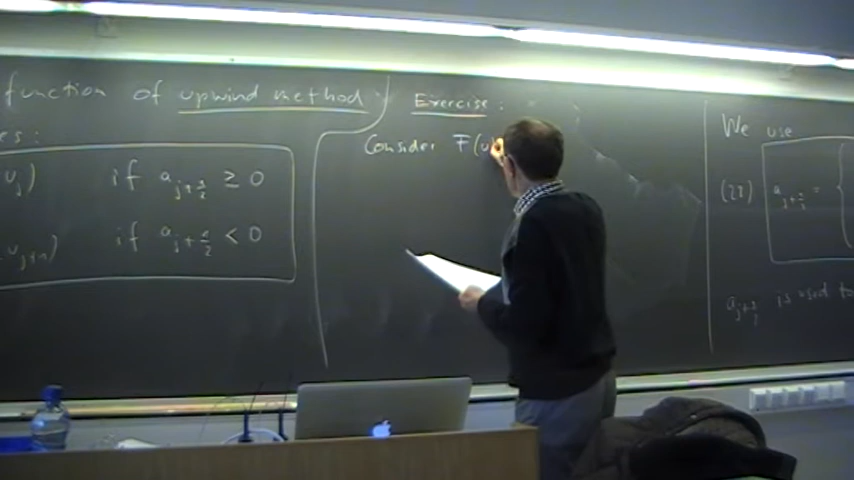 function of upwind method
es:
u_j) if a_{j+1/2} ≥ 0
u_{j+1}) if a_{j+1/2} < 0
Exercise:
Consider F(u)
We use
a_{j+1/2} = {
a_{j+1/2} is used to